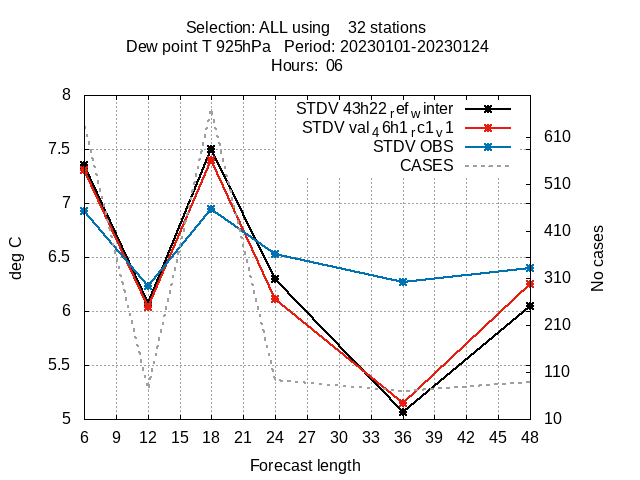 Selection: ALL using    32 stations
Dew point T 925hPa   Period: 20230101-20230124
Hours:  06
STDV 43h22_ref_winter
STDV val_46h1_rc1_v1
STDV OBS
CASES
deg C
8
7.5
7
6.5
6
5.5
5
610
510
410
310
210
110
10
No cases
6 9 12 15 18 21 24 27 30 33 36 39 42 45 48
Forecast length